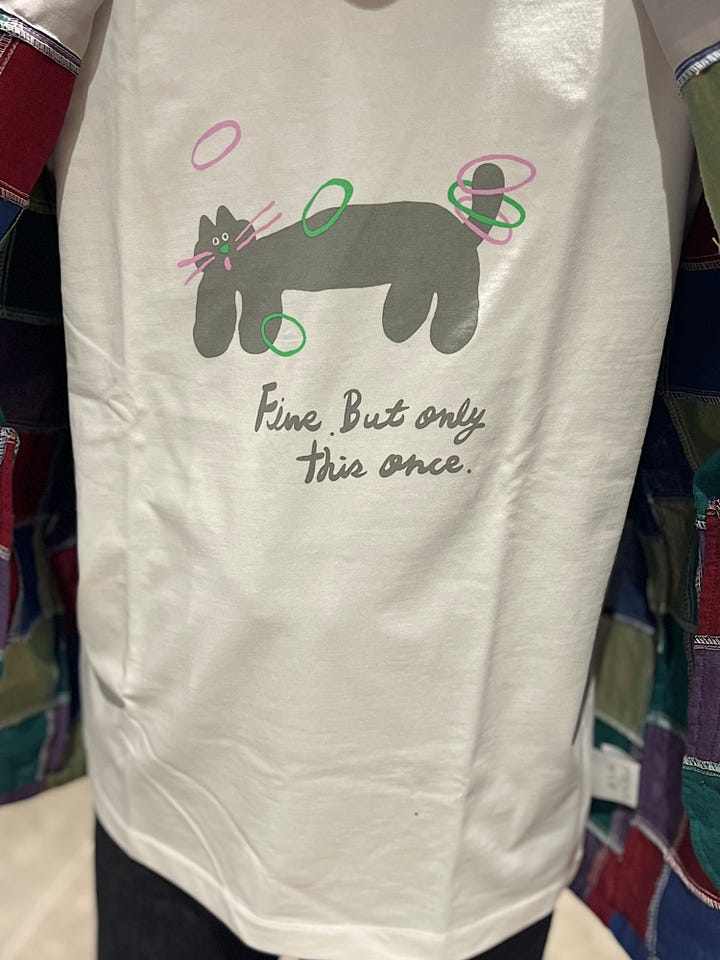 Fine. But only
this once.